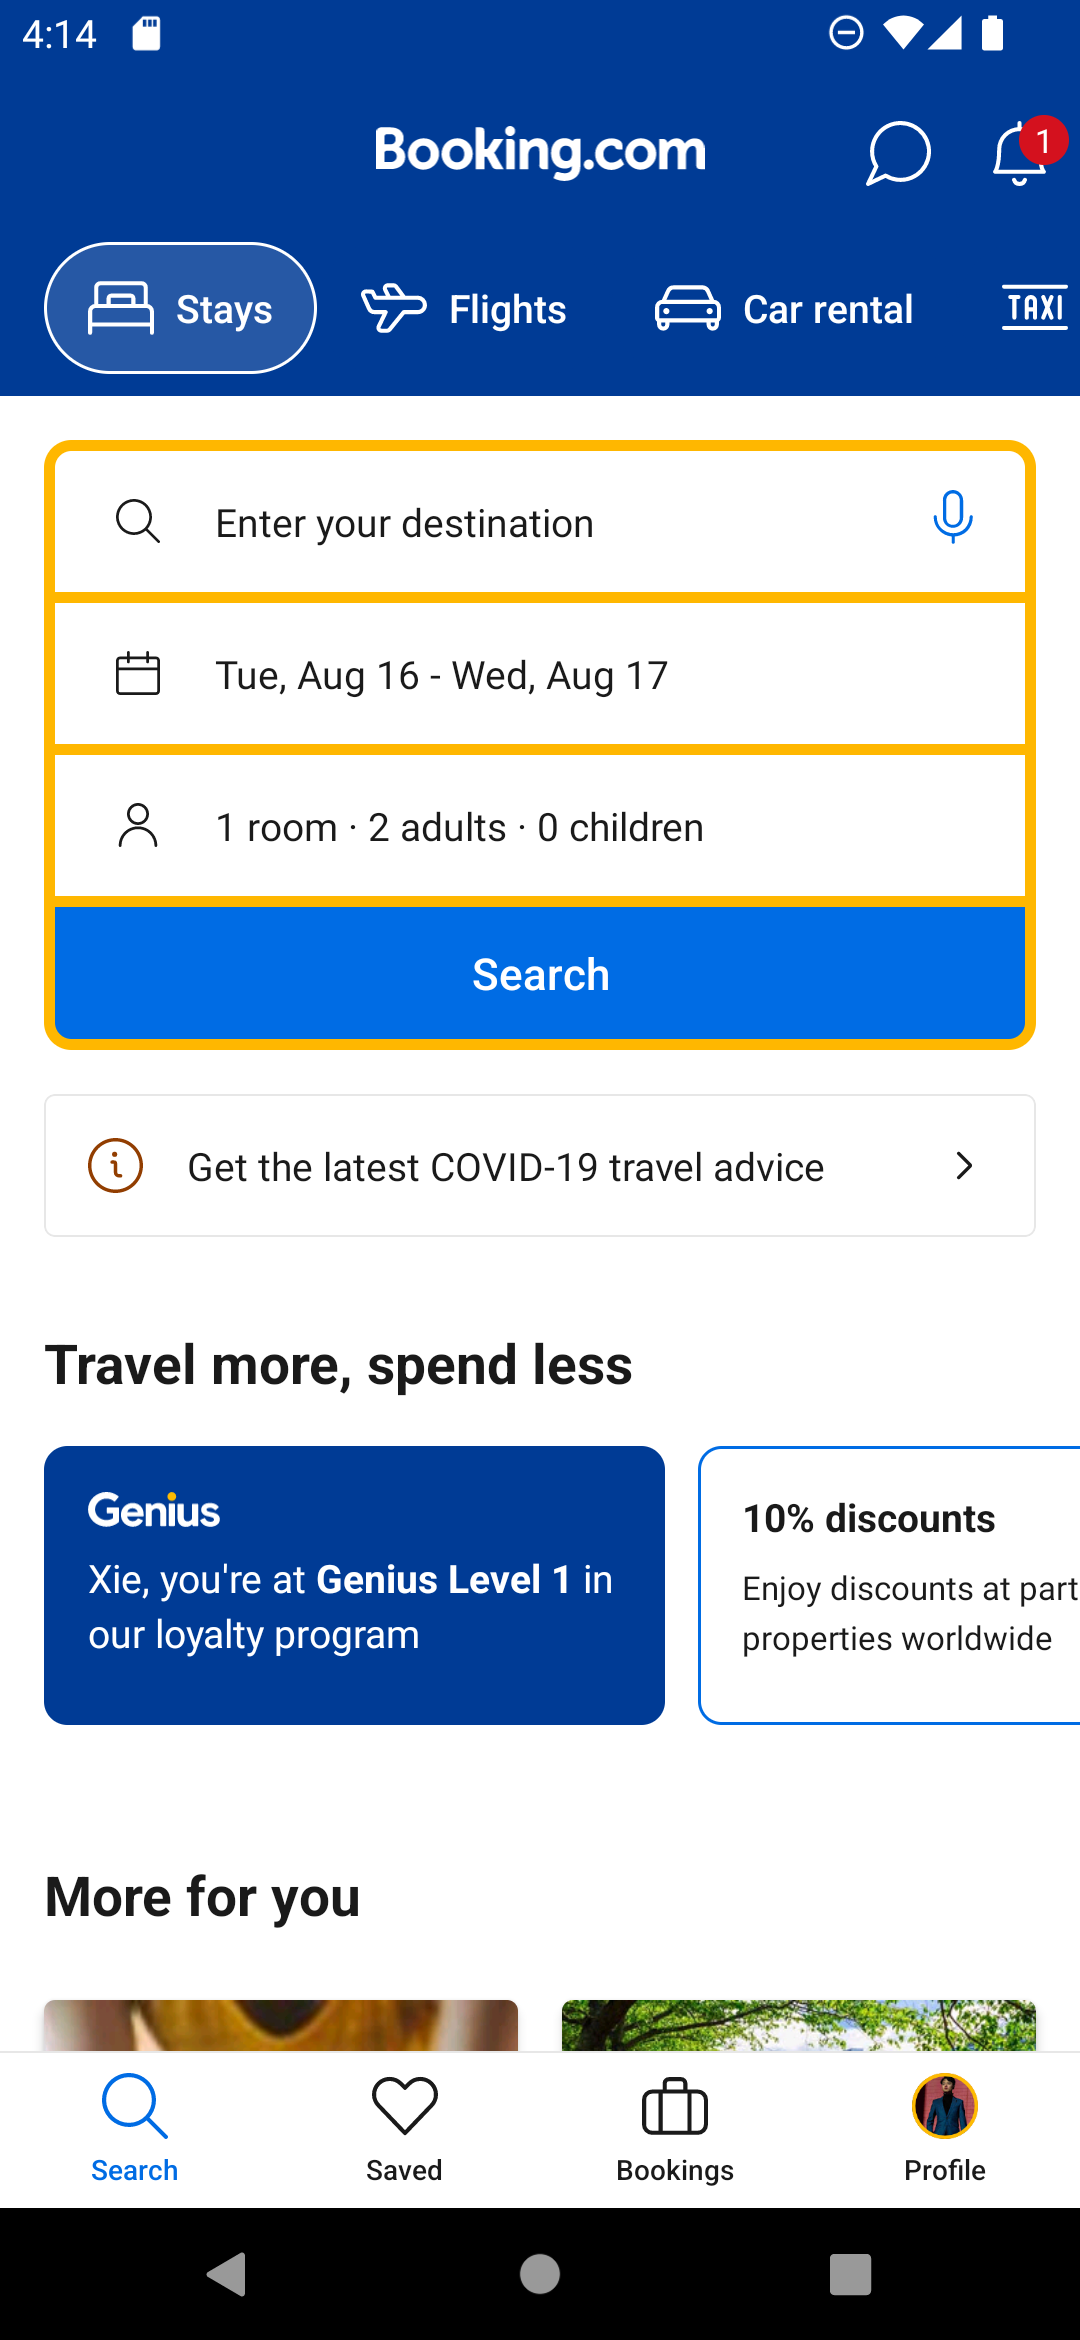 4:14
Booking.com
1
Stays
Flights
Car rental
TAXI
Enter your destination
Tue, Aug 16 - Wed, Aug 17
1 room · 2 adults · 0 children
Search
Get the latest COVID-19 travel advice
Travel more, spend less
Genius
Xie, you're at Genius Level 1 in
our loyalty program
10% discounts
Enjoy discounts at part
properties worldwide
More for you
Search
Saved
Bookings
Profile